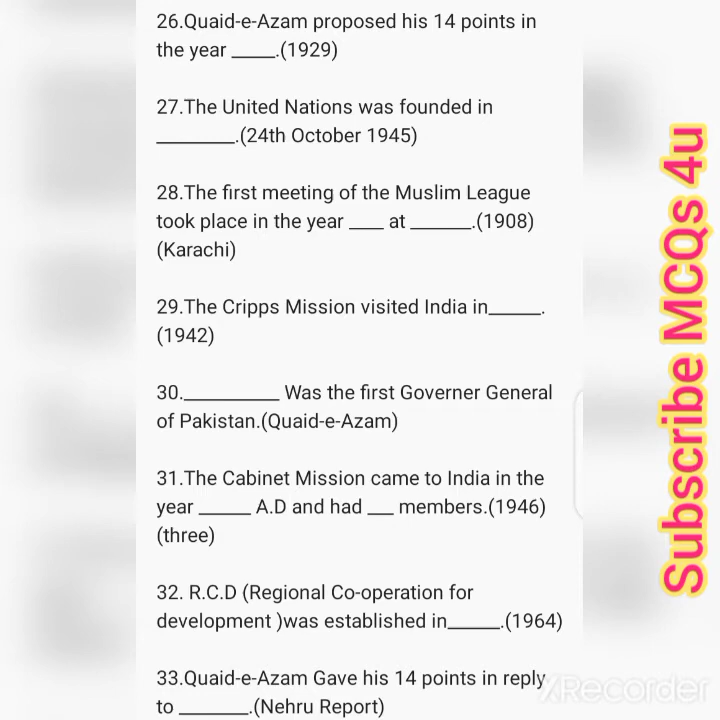 26.Quaid-e-Azam proposed his 14 points in
the year _____.(1929)
27.The United Nations was founded in
_________.(24th October 1945)
28.The first meeting of the Muslim League
took place in the year ____ at _______.(1908)
(Karachi)
29.The Cripps Mission visited India in______.
(1942)
30.___________ Was the first Governer General
of Pakistan.(Quaid-e-Azam)
31.The Cabinet Mission came to India in the
year ______ A.D and had ___ members.(1946)
(three)
32. R.C.D (Regional Co-operation for
development )was established in______.(1964)
33.Quaid-e-Azam Gave his 14 points in reply
to ________.(Nehru Report)
Subscribe MCQs 4u
XRecorder